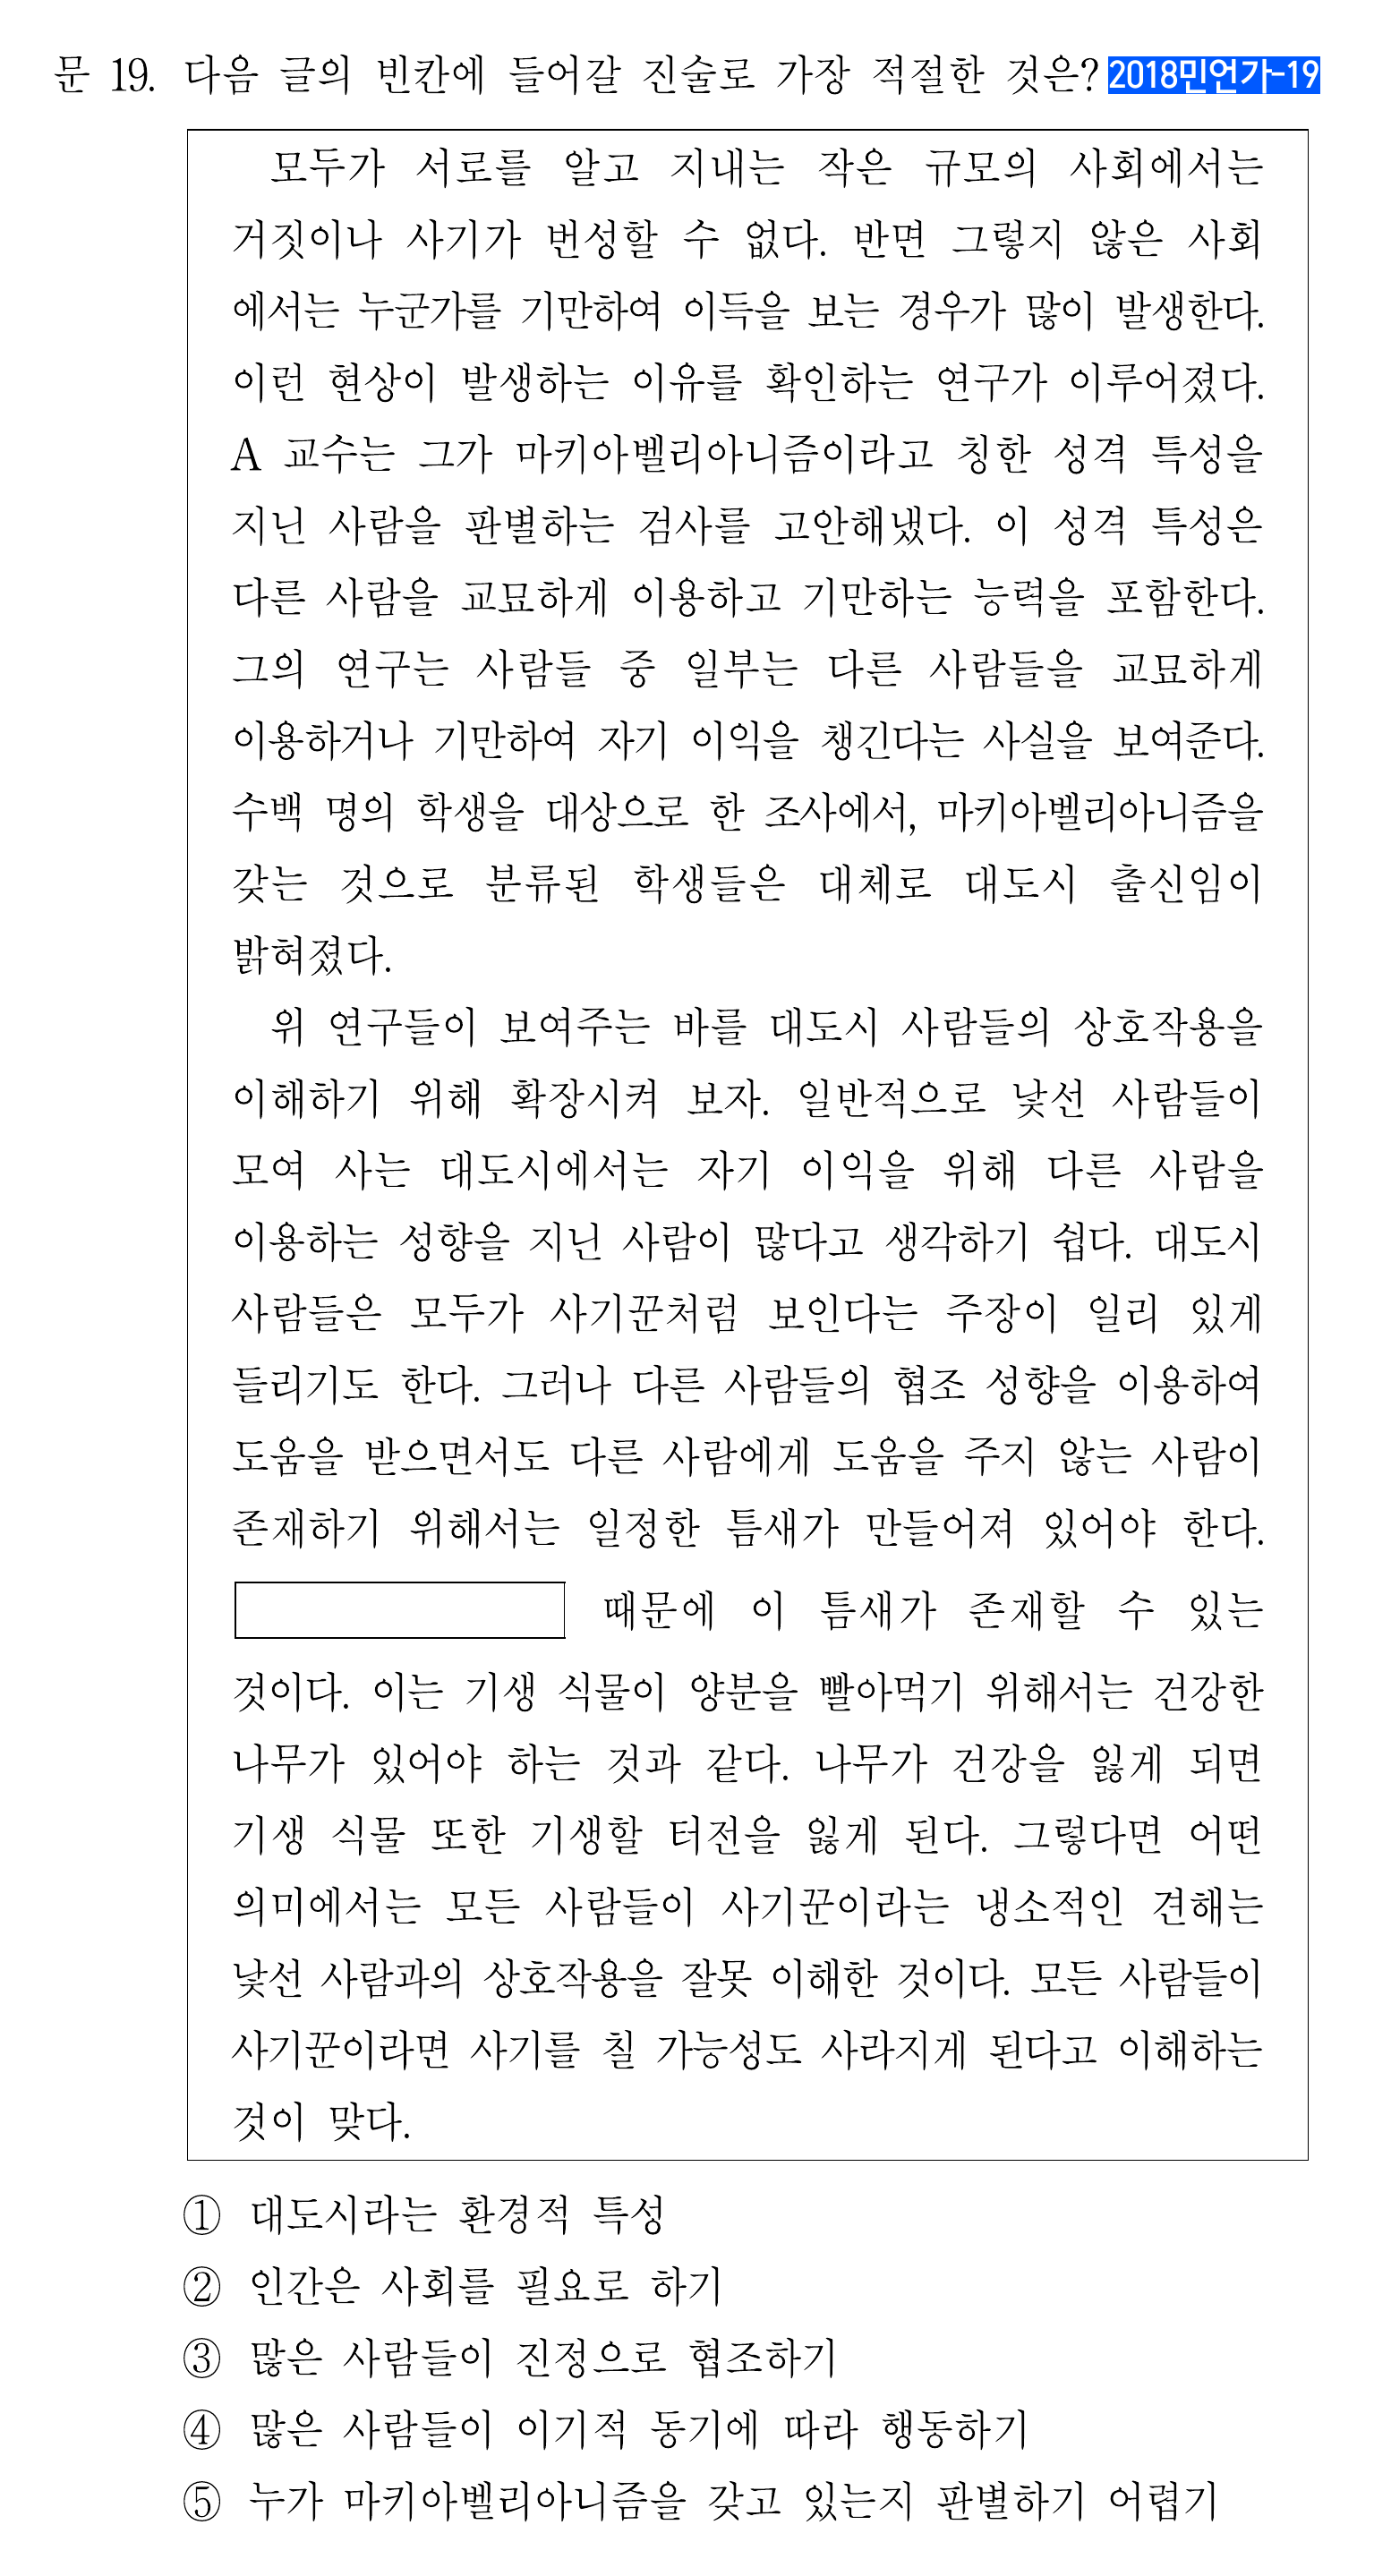 문 19. 다음 글의 빈칸에 들어갈 진술로 가장 적절한 것은? 2018민언가-19
모두가 서로를 알고 지내는 작은 규모의 사회에서는
거짓이나 사기가 번성할 수 없다. 반면 그렇지 않은 사회
에서는 누군가를 기만하여 이득을 보는 경우가 많이 발생한다.
이런 현상이 발생하는 이유를 확인하는 연구가 이루어졌다.
A 교수는 그가 마키아벨리아니즘이라고 칭한 성격 특성을
지닌 사람을 판별하는 검사를 고안해냈다. 이 성격 특성은
다른 사람을 교묘하게 이용하고 기만하는 능력을 포함한다.
그의 연구는 사람들 중 일부는 다른 사람들을 교묘하게
이용하거나 기만하여 자기 이익을 챙긴다는 사실을 보여준다.
수백 명의 학생을 대상으로 한 조사에서, 마키아벨리아니즘을
갖는 것으로 분류된 학생들은 대체로 대도시 출신임이
밝혀졌다.
위 연구들이 보여주는 바를 대도시 사람들의 상호작용을
이해하기 위해 확장시켜 보자. 일반적으로 낯선 사람들이
모여 사는 대도시에서는 자기 이익을 위해 다른 사람을
이용하는 성향을 지닌 사람이 많다고 생각하기 쉽다. 대도시
사람들은 모두가 사기꾼처럼 보인다는 주장이 일리 있게
들리기도 한다. 그러나 다른 사람들의 협조 성향을 이용하여
도움을 받으면서도 다른 사람에게 도움을 주지 않는 사람이
존재하기 위해서는 일정한 틈새가 만들어져 있어야 한다.
때문에 이 틈새가 존재할 수 있는
것이다. 이는 기생 식물이 양분을 빨아먹기 위해서는 건강한
나무가 있어야 하는 것과 같다. 나무가 건강을 잃게 되면
기생 식물 또한 기생할 터전을 잃게 된다. 그렇다면 어떤
의미에서는 모든 사람들이 사기꾼이라는 냉소적인 견해는
낯선 사람과의 상호작용을 잘못 이해한 것이다. 모든 사람들이
사기꾼이라면 사기를 칠 가능성도 사라지게 된다고 이해하는
것이 맞다.
① 대도시라는 환경적 특성
② 인간은 사회를 필요로 하기
③ 많은 사람들이 진정으로 협조하기
④ 많은 사람들이 이기적 동기에 따라 행동하기
⑤ 누가 마키아벨리아니즘을 갖고 있는지 판별하기 어렵기